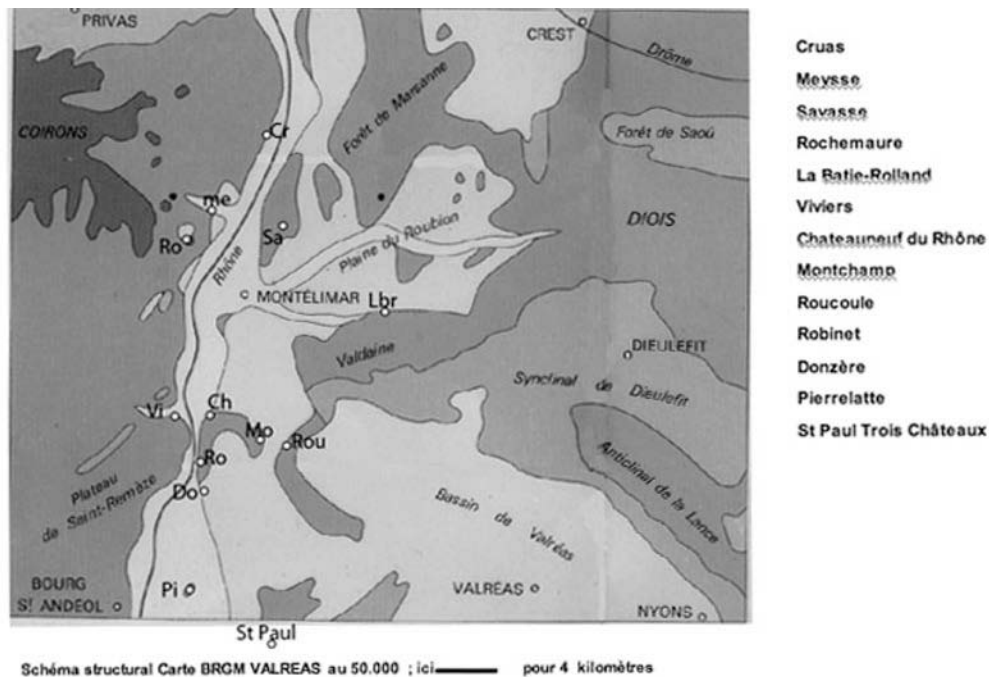 PRIVAS
CREST
Drôme
Forêt de Marsanne
COIRONS
Cr
Forêt de Saoû
me
DIOIS
Ro
Sa
Plaine du Roubion
Rhône
MONTÉLIMAR
Lbr
Valdaine
DIEULEFIT
Synclinal de Dieulefit
Vi
Ch
Mo
Rou
Ro
Anticlinal de la Lance
Do
Plateau
de Saint-Remèze
Bassin de Valréas
BOURG
St ANDÉOL
Pi
VALRÉAS
NYONS
St Paul
Cruas
Meysse
Savasse
Rochemaure
La Batie-Rolland
Viviers
Chateauneuf du Rhône
Montchamp
Roucoule
Robinet
Donzère
Pierrelatte
St Paul Trois Châteaux
Schéma structural Carte BRGM VALREAS au 50.000 ; ici pour 4 kilomètres